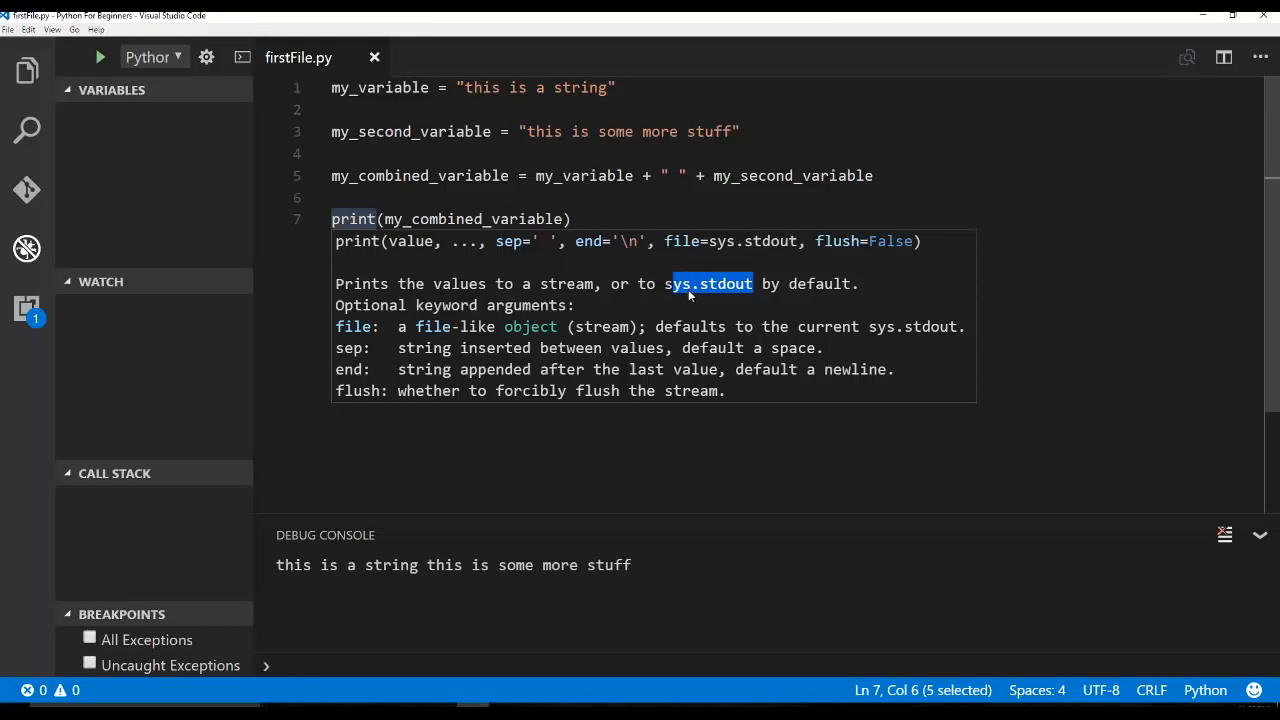 firstFile.py - Python For Beginners - Visual Studio Code
File Edit View Go Help
Python
firstFile.py
VARIABLES
1 my_variable = "this is a string"
2
3 my_second_variable = "this is some more stuff"
4
5 my_combined_variable = my_variable + " " + my_second_variable
6
7 print(my_combined_variable)
print(value, ..., sep=' ', end='\n', file=sys.stdout, flush=False)
Prints the values to a stream, or to sys.stdout by default.
Optional keyword arguments:
file: a file-like object (stream); defaults to the current sys.stdout.
sep: string inserted between values, default a space.
end: string appended after the last value, default a newline.
flush: whether to forcibly flush the stream.
WATCH
1
CALL STACK
DEBUG CONSOLE
this is a string this is some more stuff
BREAKPOINTS
All Exceptions
Uncaught Exceptions
0 0 Ln 7, Col 6 (5 selected) Spaces: 4 UTF-8 CRLF Python